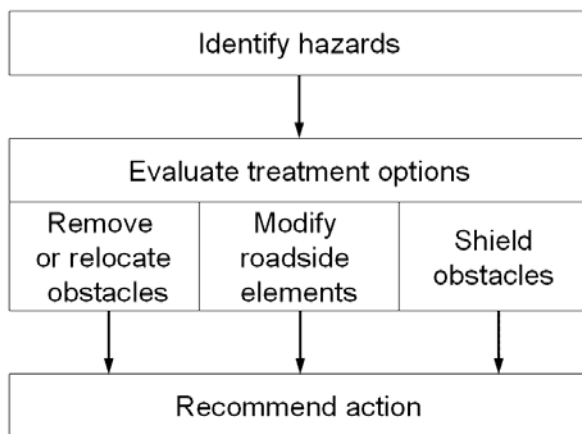 Identify hazards
Evaluate treatment options
Remove
or relocate
obstacles
Modify
roadside
elements
Shield
obstacles
Recommend action